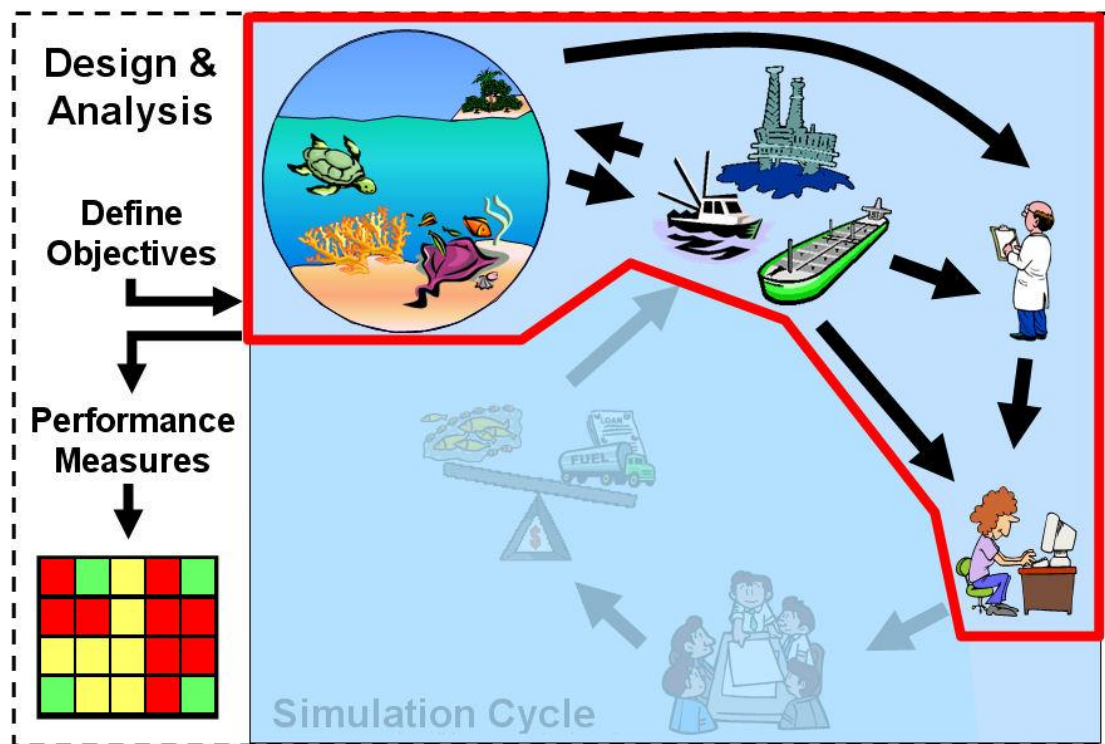 Design &
Analysis
Define
Objectives
Performance
Measures
LOAN
FUEL
$
Simulation Cycle